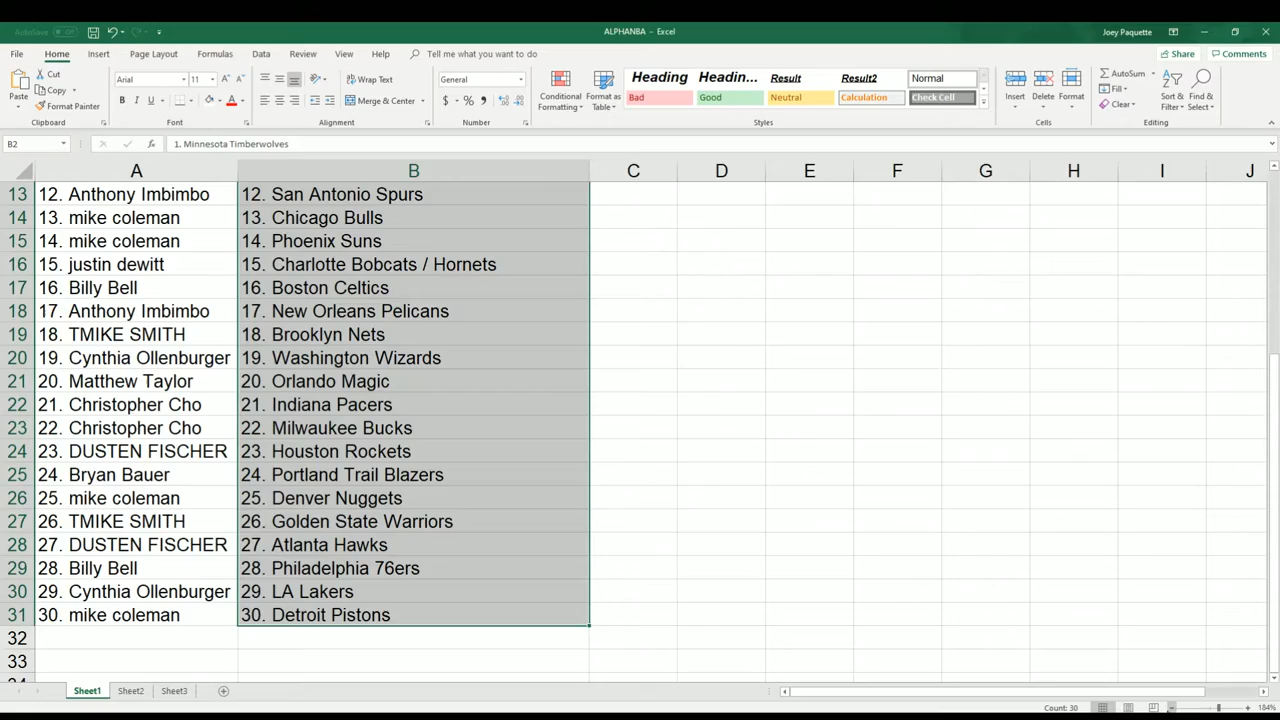 AutoSave Off
ALPHANBA - Excel
Joey Paquette
File Home Insert Page Layout Formulas Data Review View Help Tell me what you want to do Share Comments
Paste
Cut
Copy
Format Painter
Clipboard
Arial 11
B I U
Font
Wrap Text
Merge & Center
Alignment
General
$ % ,
Number
Conditional Formatting
Format as Table
Heading Headin... Result Result2 Normal
Bad Good Neutral Calculation Check Cell
Styles
Insert Delete Format
Cells
AutoSum
Fill
Clear
Sort & Filter
Find & Select
Editing
B2 fx 1. Minnesota Timberwolves
A B C D E F G H I J
13 12. Anthony Imbimbo 12. San Antonio Spurs
14 13. mike coleman 13. Chicago Bulls
15 14. mike coleman 14. Phoenix Suns
16 15. justin dewitt 15. Charlotte Bobcats / Hornets
17 16. Billy Bell 16. Boston Celtics
18 17. Anthony Imbimbo 17. New Orleans Pelicans
19 18. TMIKE SMITH 18. Brooklyn Nets
20 19. Cynthia Ollenburger 19. Washington Wizards
21 20. Matthew Taylor 20. Orlando Magic
22 21. Christopher Cho 21. Indiana Pacers
23 22. Christopher Cho 22. Milwaukee Bucks
24 23. DUSTEN FISCHER 23. Houston Rockets
25 24. Bryan Bauer 24. Portland Trail Blazers
26 25. mike coleman 25. Denver Nuggets
27 26. TMIKE SMITH 26. Golden State Warriors
28 27. DUSTEN FISCHER 27. Atlanta Hawks
29 28. Billy Bell 28. Philadelphia 76ers
30 29. Cynthia Ollenburger 29. LA Lakers
31 30. mike coleman 30. Detroit Pistons
32
33
34
Sheet1 Sheet2 Sheet3
Count: 30
184%